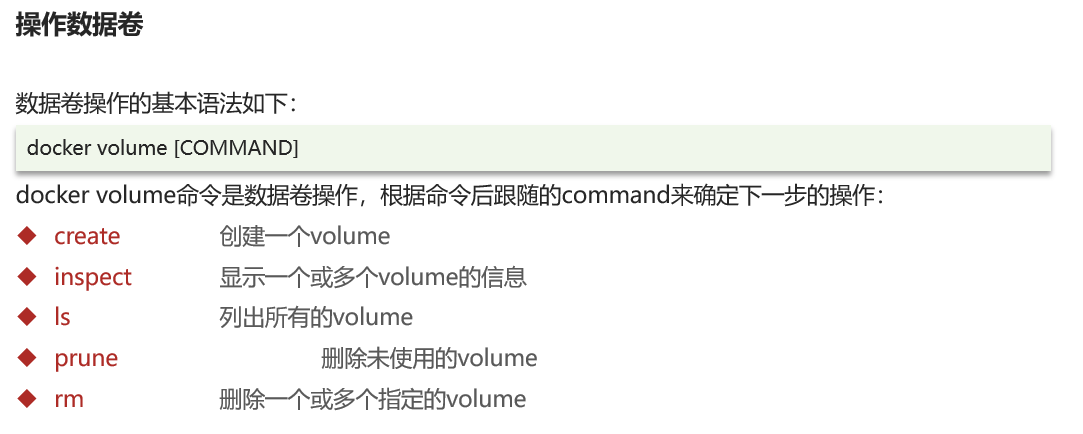 操作数据卷
数据卷操作的基本语法如下：
docker volume [COMMAND]
docker volume命令是数据卷操作，根据命令后跟随的command来确定下一步的操作：
◆ create 创建一个volume
◆ inspect 显示一个或多个volume的信息
◆ ls 列出所有的volume
◆ prune 删除未使用的volume
◆ rm 删除一个或多个指定的volume